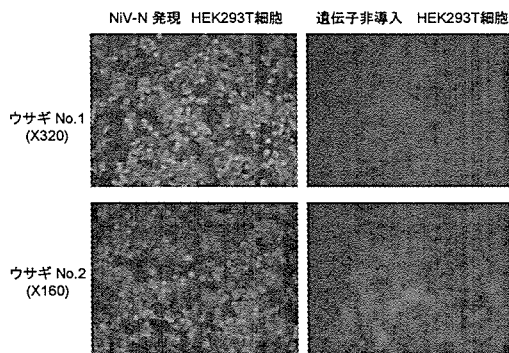 NiV-N 発現 HEK293T細胞
遺伝子非導入 HEK293T細胞
ウサギ No.1
(X320)
ウサギ No.2
(X160)